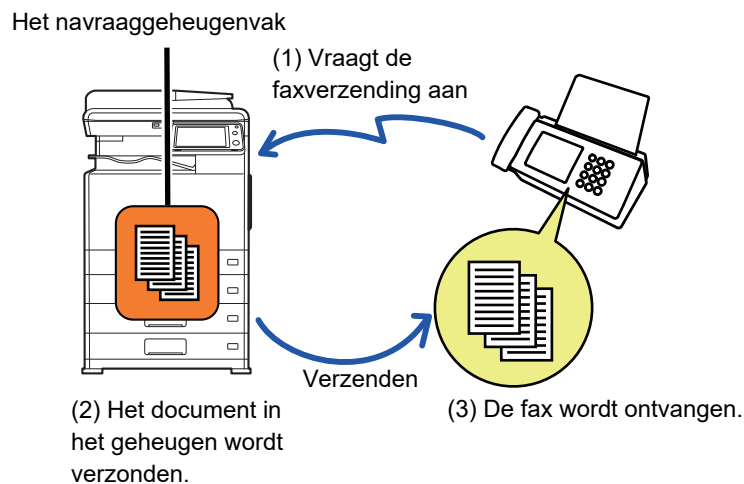 Het navraaggeheugenvak
(1) Vraagt de
faxverzending aan
Verzenden
(2) Het document in
het geheugen wordt
verzonden.
(3) De fax wordt ontvangen.